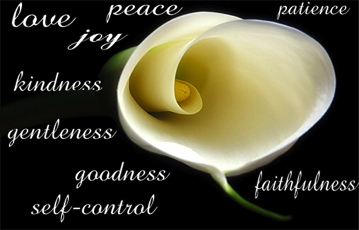 love
peace
patience
joy
kindness
gentleness
goodness
faithfulness
self-control